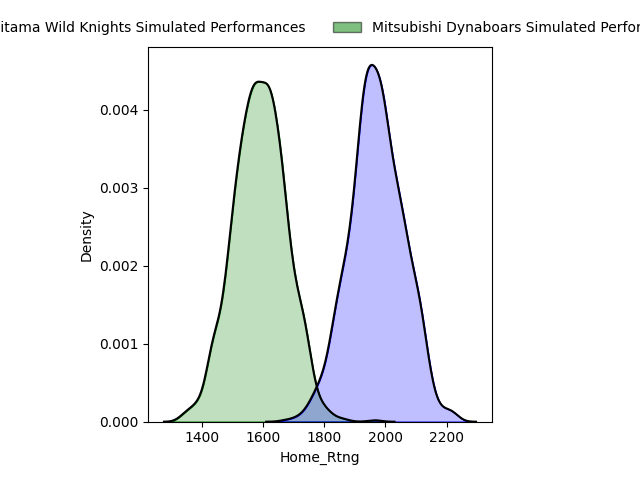 itama Wild Knights Simulated Performances Mitsubishi Dynaboars Simulated Perfor
0.004
0.003
0.002
0.001
0.000
Density
1400 1600 1800 2000 2200
Home_Rtng